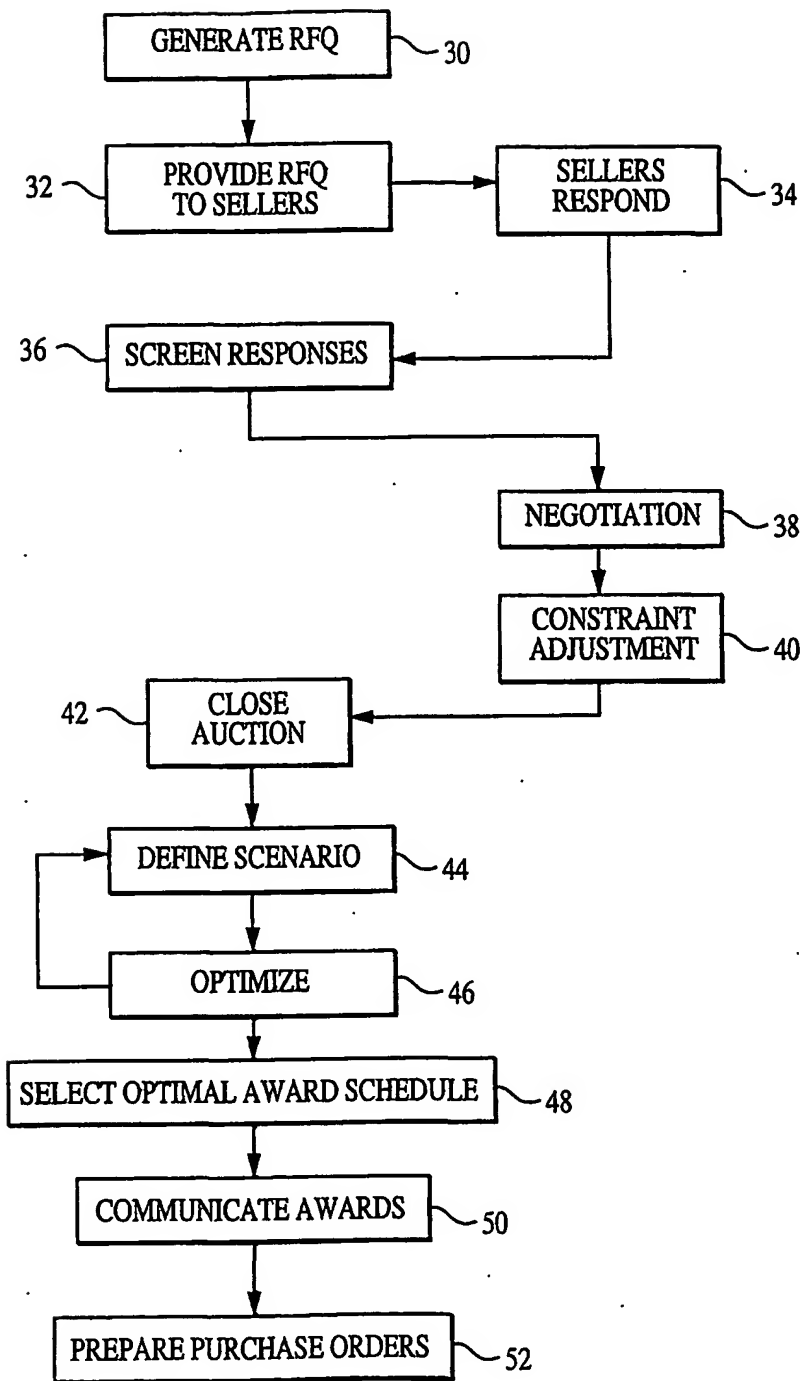 GENERATE RFQ
30
32
PROVIDE RFQ
TO SELLERS
SELLERS
RESPOND
34
36
SCREEN RESPONSES
NEGOTIATION
38
CONSTRAINT
ADJUSTMENT
40
42
CLOSE
AUCTION
DEFINE SCENARIO
44
OPTIMIZE
46
SELECT OPTIMAL AWARD SCHEDULE
48
COMMUNICATE AWARDS
50
PREPARE PURCHASE ORDERS
52